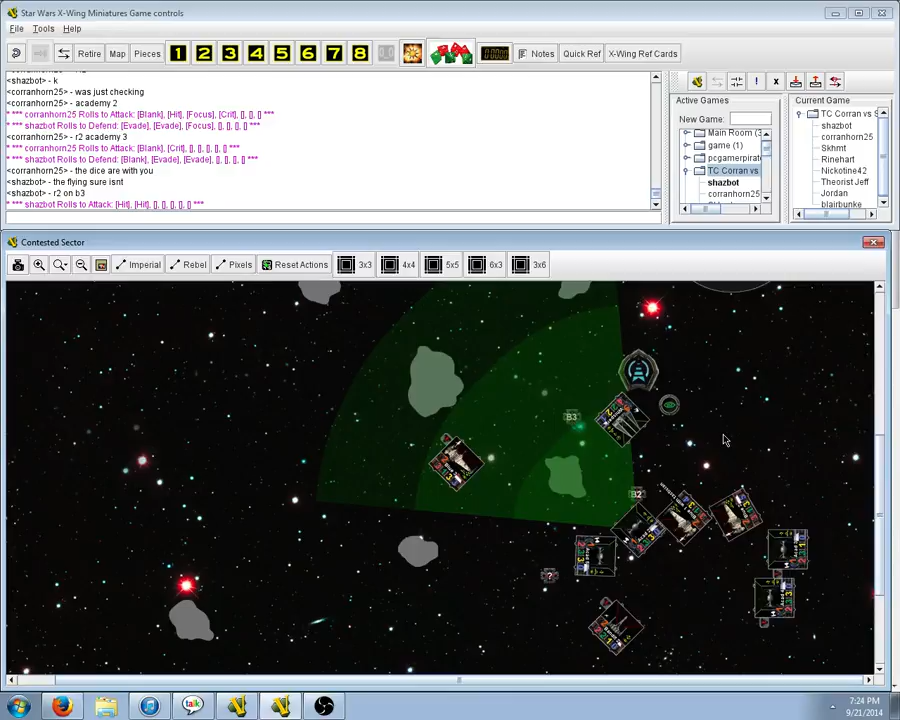 Star Wars X-Wing Miniatures Game controls
File Tools Help
Retire Map Pieces 1 2 3 4 5 6 7 8 Notes Quick Ref X-Wing Ref Cards
<shazbot> - k
<corranhorn25> - was just checking
<corranhorn25> - academy 2
* *** corranhorn25 Rolls to Attack: [Blank], [Hit], [Focus], [Crit], [], [], [] ***
* *** shazbot Rolls to Defend: [Evade], [Evade], [Focus], [], [], [] ***
<corranhorn25> - r2 academy 3
* *** corranhorn25 Rolls to Attack: [Blank], [Crit], [], [], [], [], [] ***
* *** shazbot Rolls to Defend: [Blank], [Evade], [Evade], [], [], [] ***
<corranhorn25> - the dice are with you
<shazbot> - the flying sure isnt
<shazbot> - r2 on b3
* *** shazbot Rolls to Attack: [Hit], [Hit], [], [], [], [], [] ***
Active Games
New Game:
Main Room (3
game (1)
pcgamerpirat
TC Corran vs
shazbot
corranhorn25
Current Game
TC Corran vs S
shazbot
corranhorn25
Skhmt
Rinehart
Nickotine42
Theorist Jeff
Jordan
blairbunke
Contested Sector
Imperial Rebel Pixels Reset Actions 3x3 4x4 5x5 6x3 3x6
B3
B2
?
talk
7:24 PM
9/21/2014